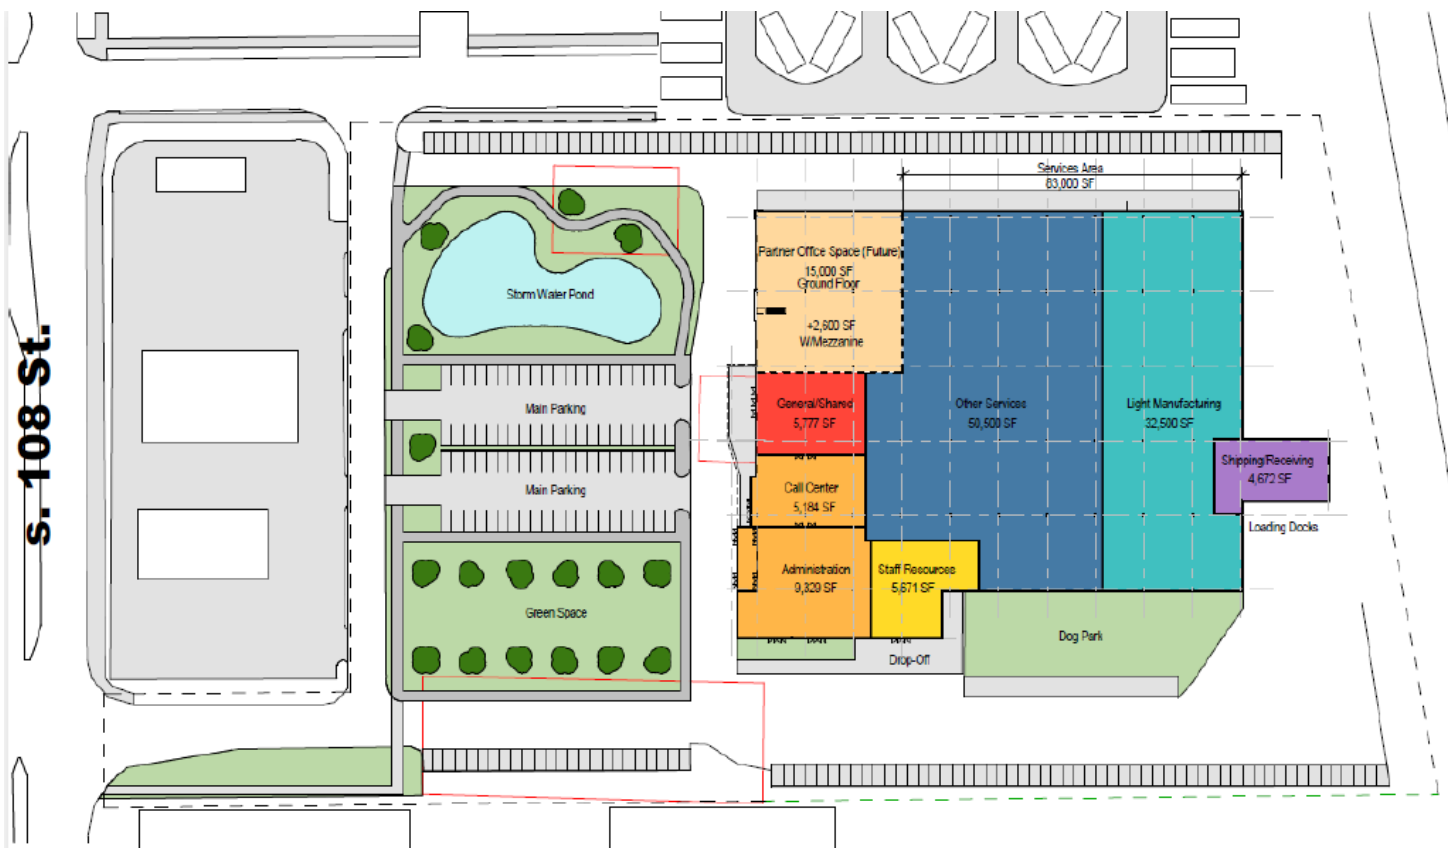 Services Area
83,000 SF
Partner Office Space (Future)
15,000 SF
Ground Floor
+2,600 SF
W/Mezzanine
Storm Water Pond
s. 108 St.
Main Parking
General/Shared
5,777 SF
Other Services
50,500 SF
Light Manufacturing
32,500 SF
Shipping/Receiving
4,672 SF
Call Center
5,184 SF
Main Parking
Loading Docks
Administration
9,329 SF
Staff Resources
5,671 SF
Green Space
Dog Park
Drop-Off